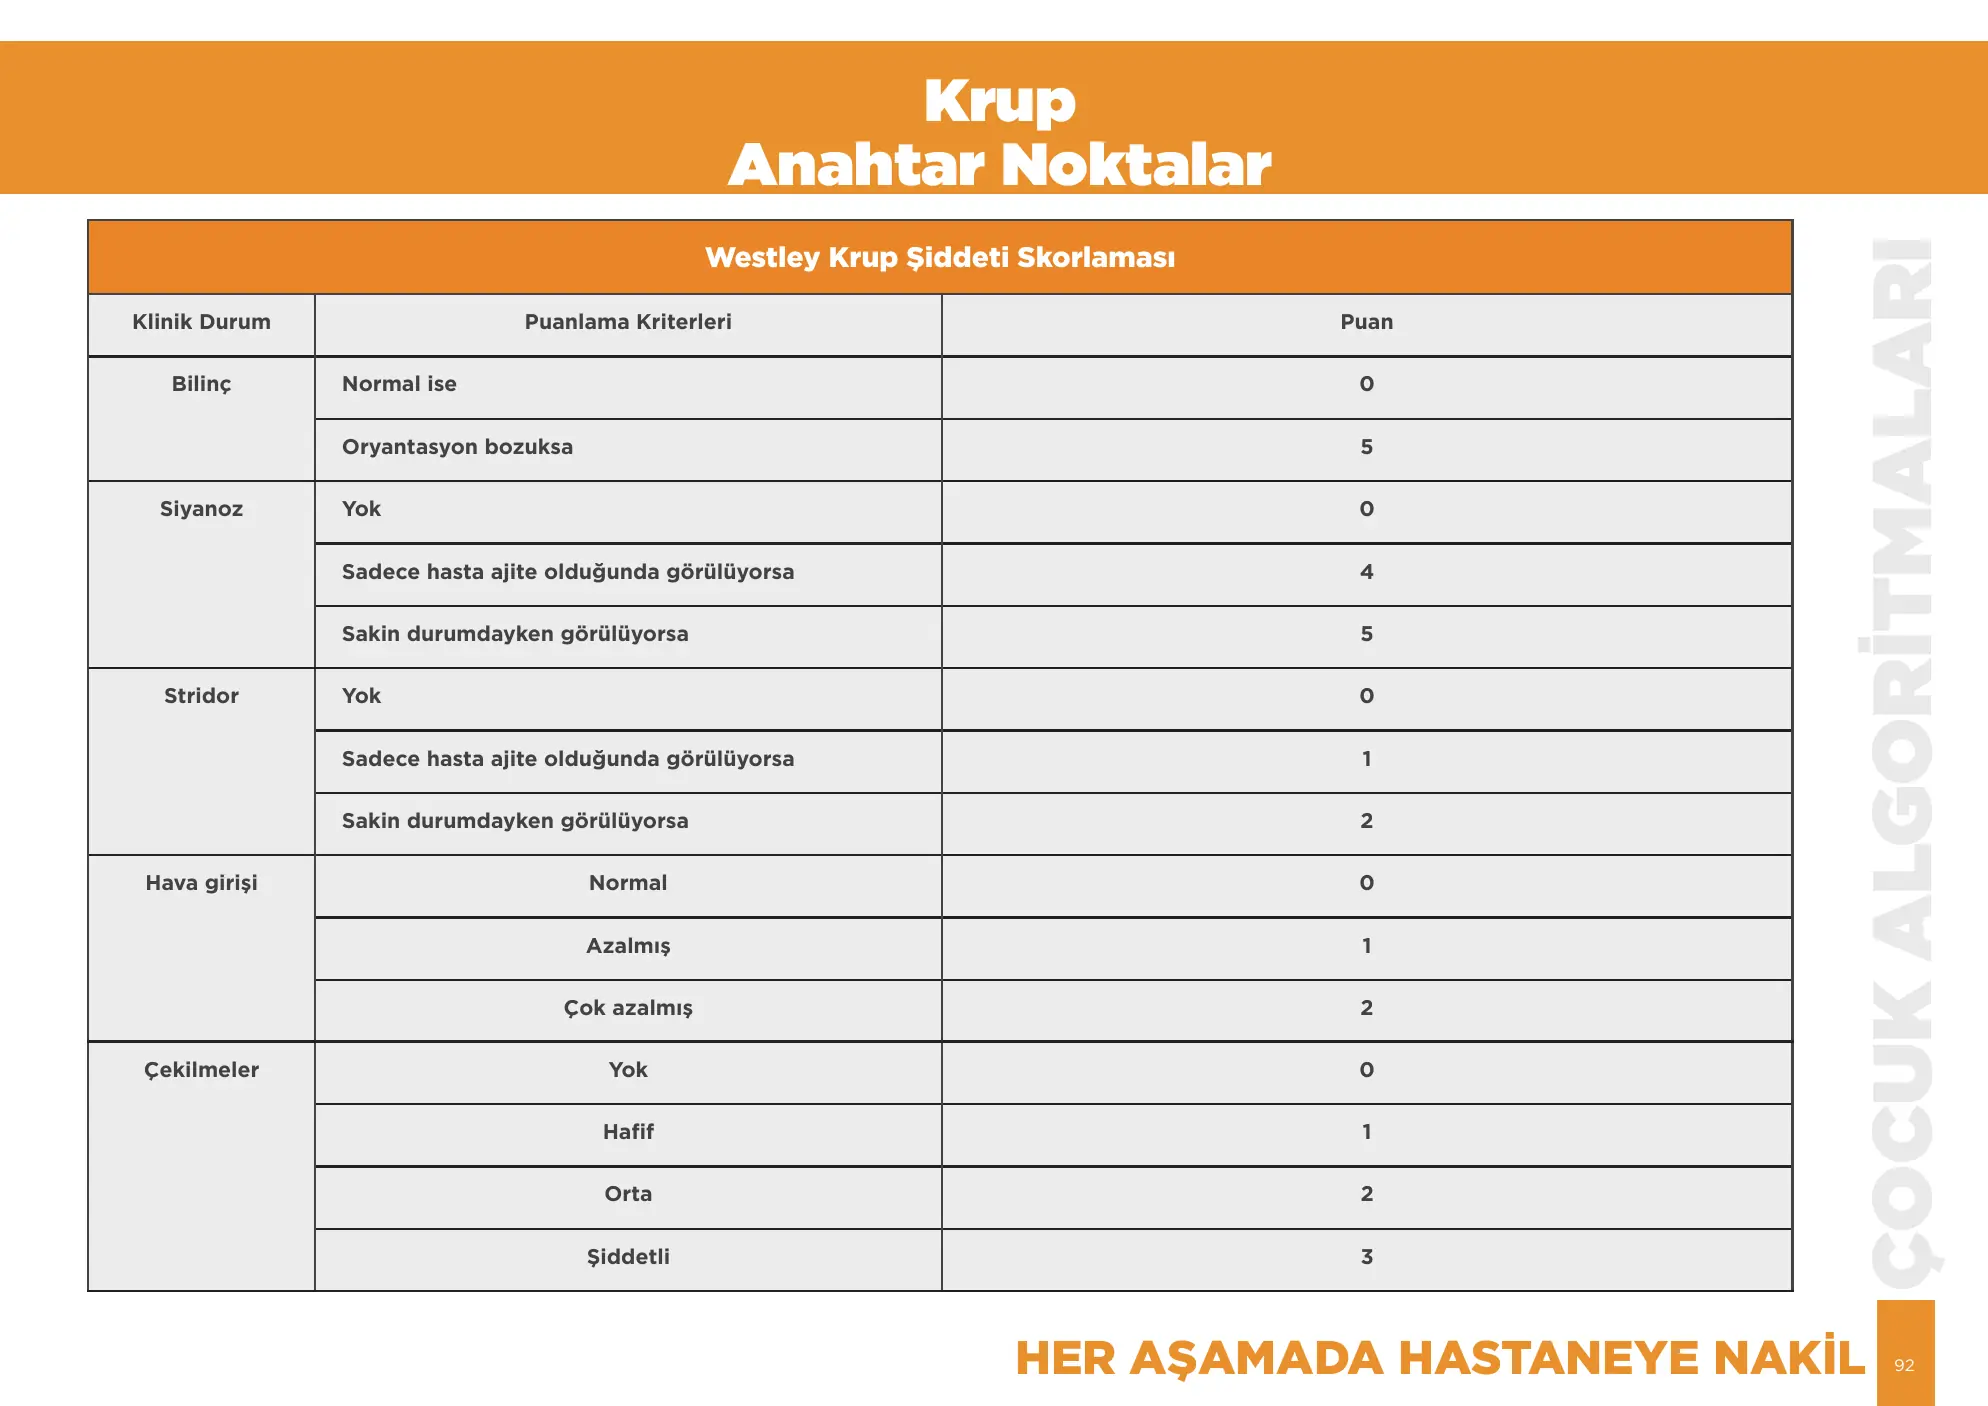 Krup
Anahtar Noktalar
Westley Krup Şiddeti Skorlaması
Klinik Durum Puanlama Kriterleri Puan
Bilinç Normal ise 0
Oryantasyon bozuksa 5
Siyanoz Yok 0
Sadece hasta ajite olduğunda görülüyorsa 4
Sakin durumdayken görülüyorsa 5
Stridor Yok 0
Sadece hasta ajite olduğunda görülüyorsa 1
Sakin durumdayken görülüyorsa 2
Hava girişi Normal 0
Azalmış 1
Çok azalmış 2
Çekilmeler Yok 0
Hafif 1
Orta 2
Şiddetli 3
ÇOCUK ALGORİTMALARI
HER AŞAMADA HASTANEYE NAKİL
92